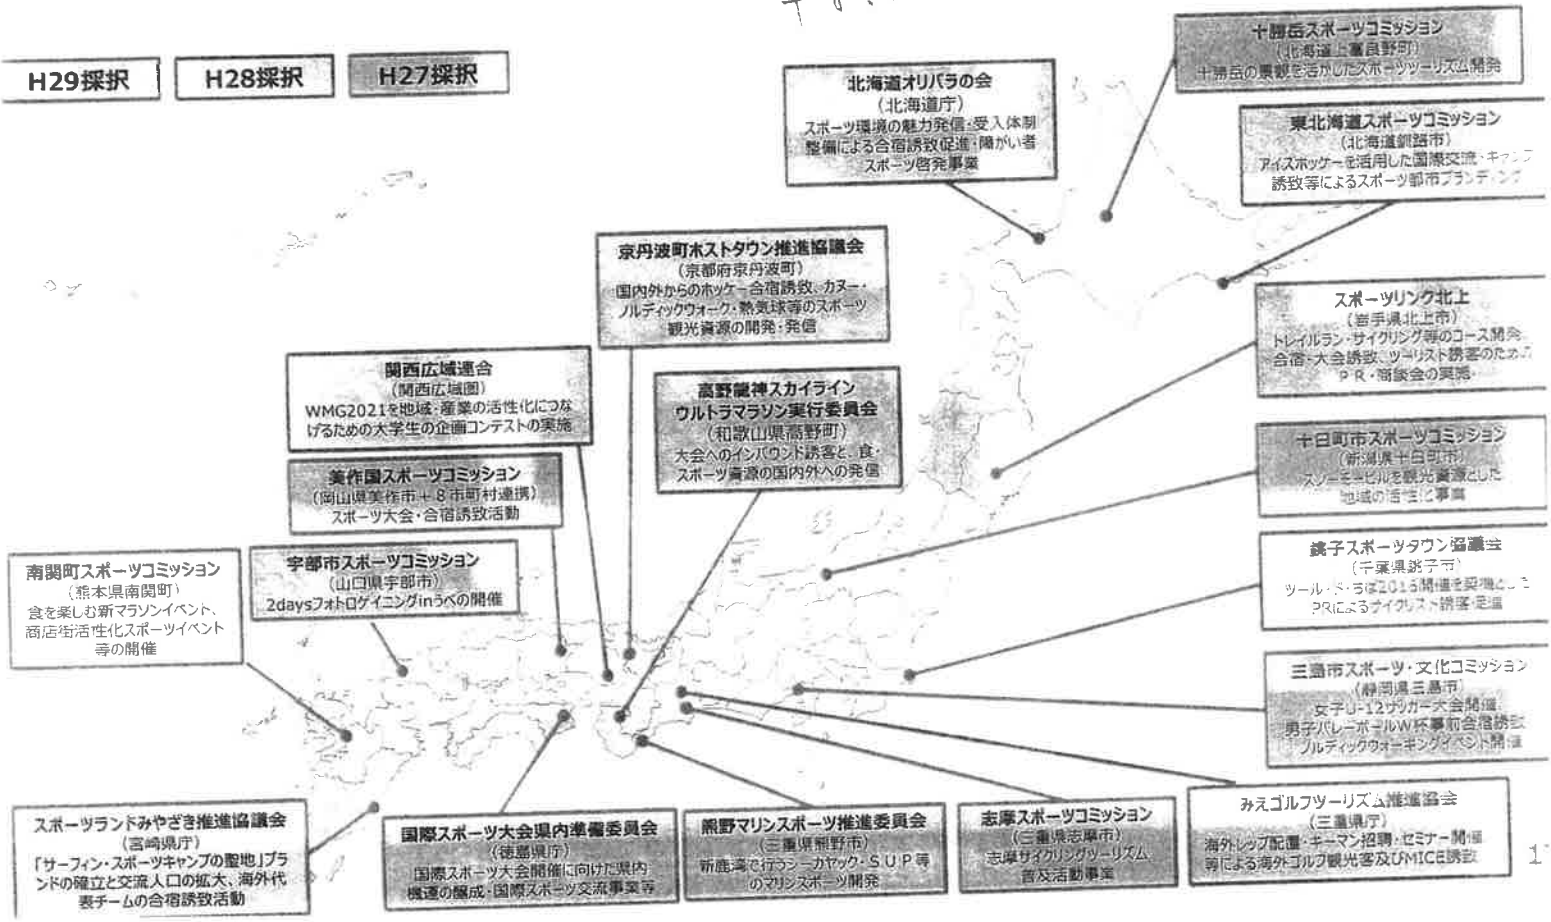 H29採択
H28採択
H27採択
十勝岳スポーツコミッション
(北海道上富良野町)
十勝岳の景観を活かしたスポーツツーリズム開発
北海道オリパラの会
(北海道庁)
スポーツ環境の魅力発信・受入体制
整備による合宿誘致促進・障がい者
スポーツ啓発事業
東北海道スポーツコミッション
(北海道釧路市)
アイスホッケーを活用した国際交流・キャンプ
誘致等によるスポーツ都市ブランディング
京丹波町ホストタウン推進協議会
(京都府京丹波町)
国内外からのホッケー合宿誘致、カヌー・
ノルディックウォーク・熱気球等のスポーツ
観光資源の開発・発信
スポーツリンク北上
(岩手県北上市)
トレイルラン・サイクリング等のコース開発
合宿・大会誘致、ツーリスト誘客のための
PR・商談会の実施
関西広域連合
(関西広域圏)
WMG2021を地域・産業の活性化につな
げるための大学生の企画コンテストの実施
高野龍神スカイライン
ウルトラマラソン実行委員会
(和歌山県高野町)
大会へのインバウンド誘客と、食・
スポーツ資源の国内外への発信
十日町市スポーツコミッション
(新潟県十日町市)
スノーモービルを観光資源とした
地域の活性化事業
美作国スポーツコミッション
(岡山県美作市+8市町村連携)
スポーツ大会・合宿誘致活動
銚子スポーツタウン協議会
(千葉県銚子市)
ツール・ド・ちば2016開催を契機とした
PRによるサイクリスト誘客促進
南関町スポーツコミッション
(熊本県南関町)
食を楽しむ新マラソンイベント、
商店街活性化スポーツイベント
等の開催
宇部市スポーツコミッション
(山口県宇部市)
2daysフォトロゲイニングinうべの開催
三島市スポーツ・文化コミッション
(静岡県三島市)
女子U-12サッカー大会開催
男子バレーボールW杯事前合宿誘致
ノルディックウォーキングイベント開催
スポーツランドみやざき推進協議会
(宮崎県庁)
「サーフィン・スポーツキャンプの聖地」ブラ
ンドの確立と交流人口の拡大、海外代
表チームの合宿誘致活動
国際スポーツ大会県内準備委員会
(徳島県庁)
国際スポーツ大会開催に向けた県内
機運の醸成・国際スポーツ交流事業等
熊野マリンスポーツ推進委員会
(三重県熊野市)
新鹿湾で行うシーカヤック・SUP等
のマリンスポーツ開発
志摩スポーツコミッション
(三重県志摩市)
志摩サイクリングツーリズム
普及活動事業
みえゴルフツーリズム推進協会
(三重県庁)
海外レップ配置・キーマン招聘・セミナー開催
等による海外ゴルフ観光客及びMICE誘致